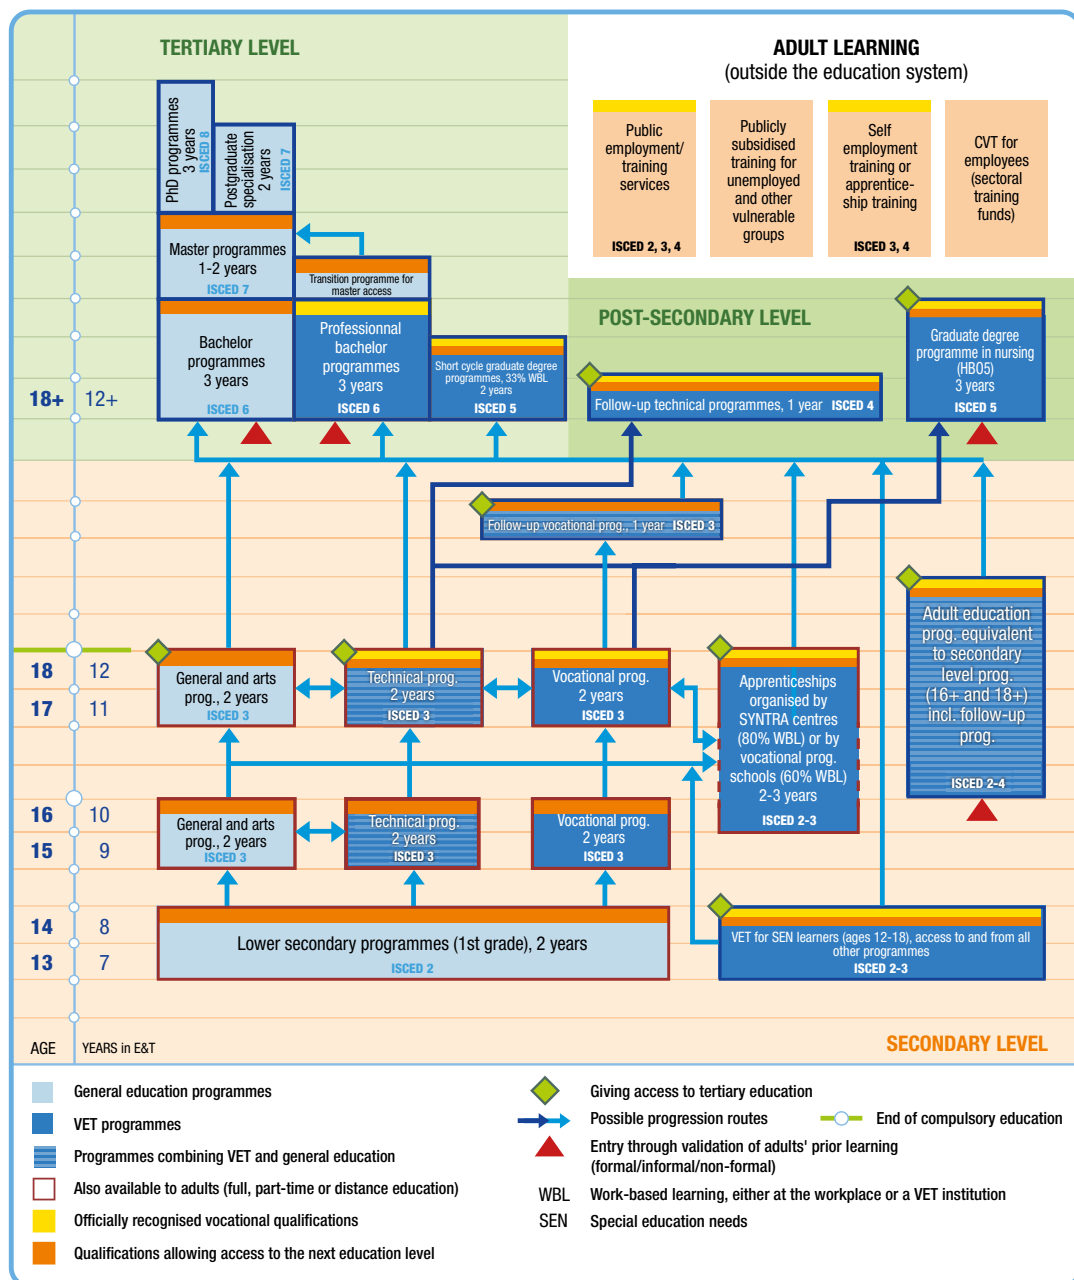 TERTIARY LEVEL
ADULT LEARNING
(outside the education system)
PhD programmes
3 years
ISCED 8
Postgraduate
specialisation
2 years
ISCED 7
Public
employment/
training
services
ISCED 2, 3, 4
Publicly
subsidised
training for
unemployed
and other
vulnerable
groups
Self
employment
training or
apprentice-
ship training
ISCED 3, 4
CVT for
employees
(sectoral
training
funds)
Master programmes
1-2 years
ISCED 7
Transition programme for
master access
Bachelor
programmes
3 years
ISCED 6
Professionnal
bachelor
programmes
3 years
ISCED 6
Short cycle graduate degree
programmes, 33% WBL
2 years
ISCED 5
POST-SECONDARY LEVEL
Follow-up technical programmes, 1 year ISCED 4
Graduate degree
programme in nursing
(HBO5)
3 years
ISCED 5
18+ 12+
Follow-up vocational prog., 1 year ISCED 3
Adult education
prog. equivalent
to secondary
level prog.
(16+ and 18+)
incl. follow-up
prog.
ISCED 2-4
18 12
17 11
General and arts
prog., 2 years
ISCED 3
Technical prog.
2 years
ISCED 3
Vocational prog.
2 years
ISCED 3
Apprenticeships
organised by
SYNTRA centres
(80% WBL) or by
vocational prog.
schools (60% WBL)
2-3 years
ISCED 2-3
16 10
15 9
General and arts
prog., 2 years
ISCED 3
Technical prog.
2 years
ISCED 3
Vocational prog.
2 years
ISCED 3
14 8
13 7
Lower secondary programmes (1st grade), 2 years
ISCED 2
VET for SEN learners (ages 12-18), access to and from all
other programmes
ISCED 2-3
AGE YEARS in E&T
SECONDARY LEVEL
General education programmes
VET programmes
Programmes combining VET and general education
Also available to adults (full, part-time or distance education)
Officially recognised vocational qualifications
Qualifications allowing access to the next education level
Giving access to tertiary education
Possible progression routes
End of compulsory education
Entry through validation of adults' prior learning
(formal/informal/non-formal)
WBL Work-based learning, either at the workplace or a VET institution
SEN Special education needs